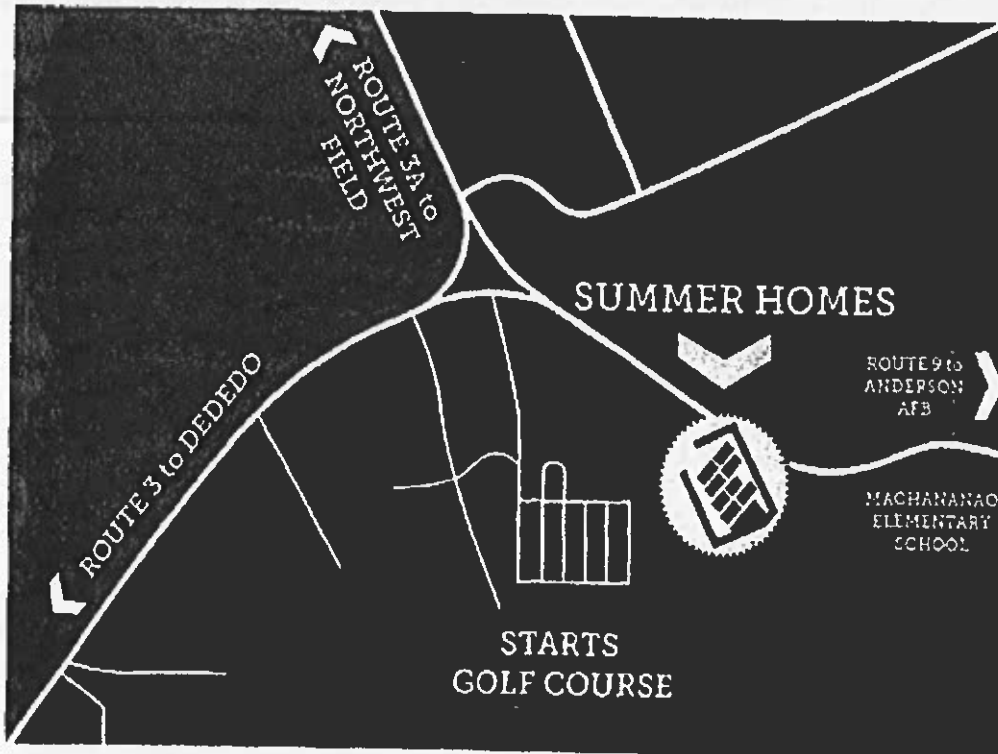 ROUTE 3A to
NORTHWEST
FIELD
SUMMER HOMES
ROUTE 9 to
ANDERSON
AFB
ROUTE 3 to DEDEDO
MACHANANAO
ELEMENTARY
SCHOOL
STARTS
GOLF COURSE